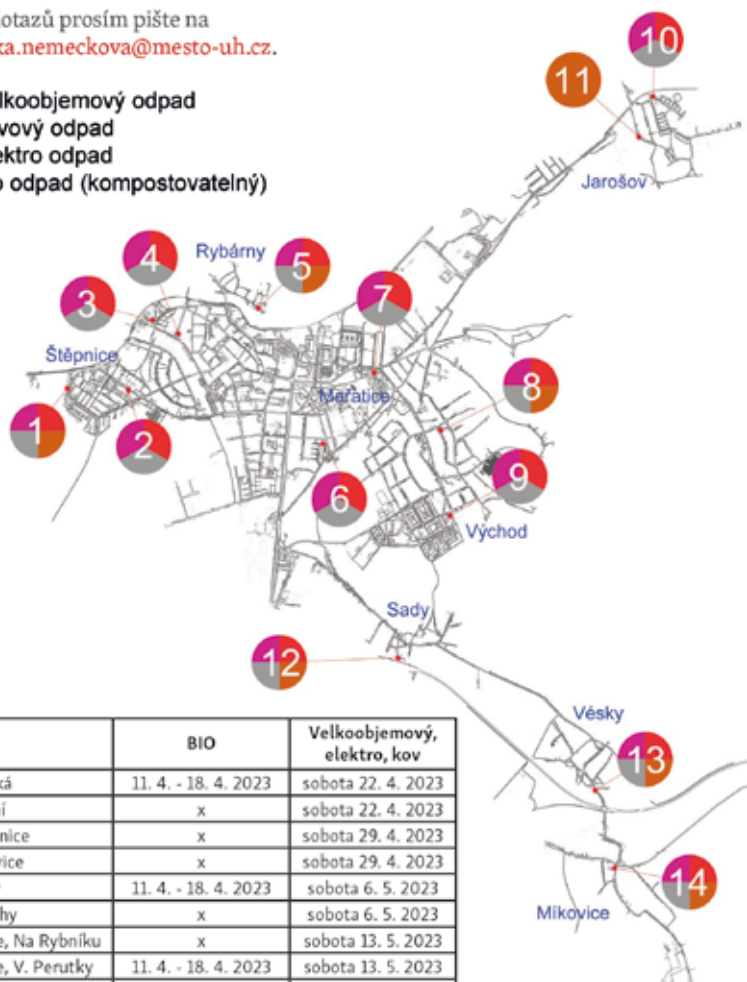 dotazů prosím pište na
ka.nemeckova@mesto-uh.cz.
lkoobjemový odpad
vový odpad
ektro odpad
o odpad (kompostovatelný)
10
11
Jarošov
Rybárny
4
5
3
7
Štěpnice
Mařatice
8
1
2
6
9
Východ
Sady
12
Věsky
13
14
Míkovice
BIO Velkoobjemový,
elektro, kov
ká 11. 4. - 18. 4. 2023 sobota 22. 4. 2023
ní x sobota 22. 4. 2023
nice x sobota 29. 4. 2023
rice x sobota 29. 4. 2023
11. 4. - 18. 4. 2023 sobota 6. 5. 2023
hy x sobota 6. 5. 2023
e, Na Rybníku x sobota 13. 5. 2023
e, V. Perutky 11. 4. - 18. 4. 2023 sobota 13. 5. 2023